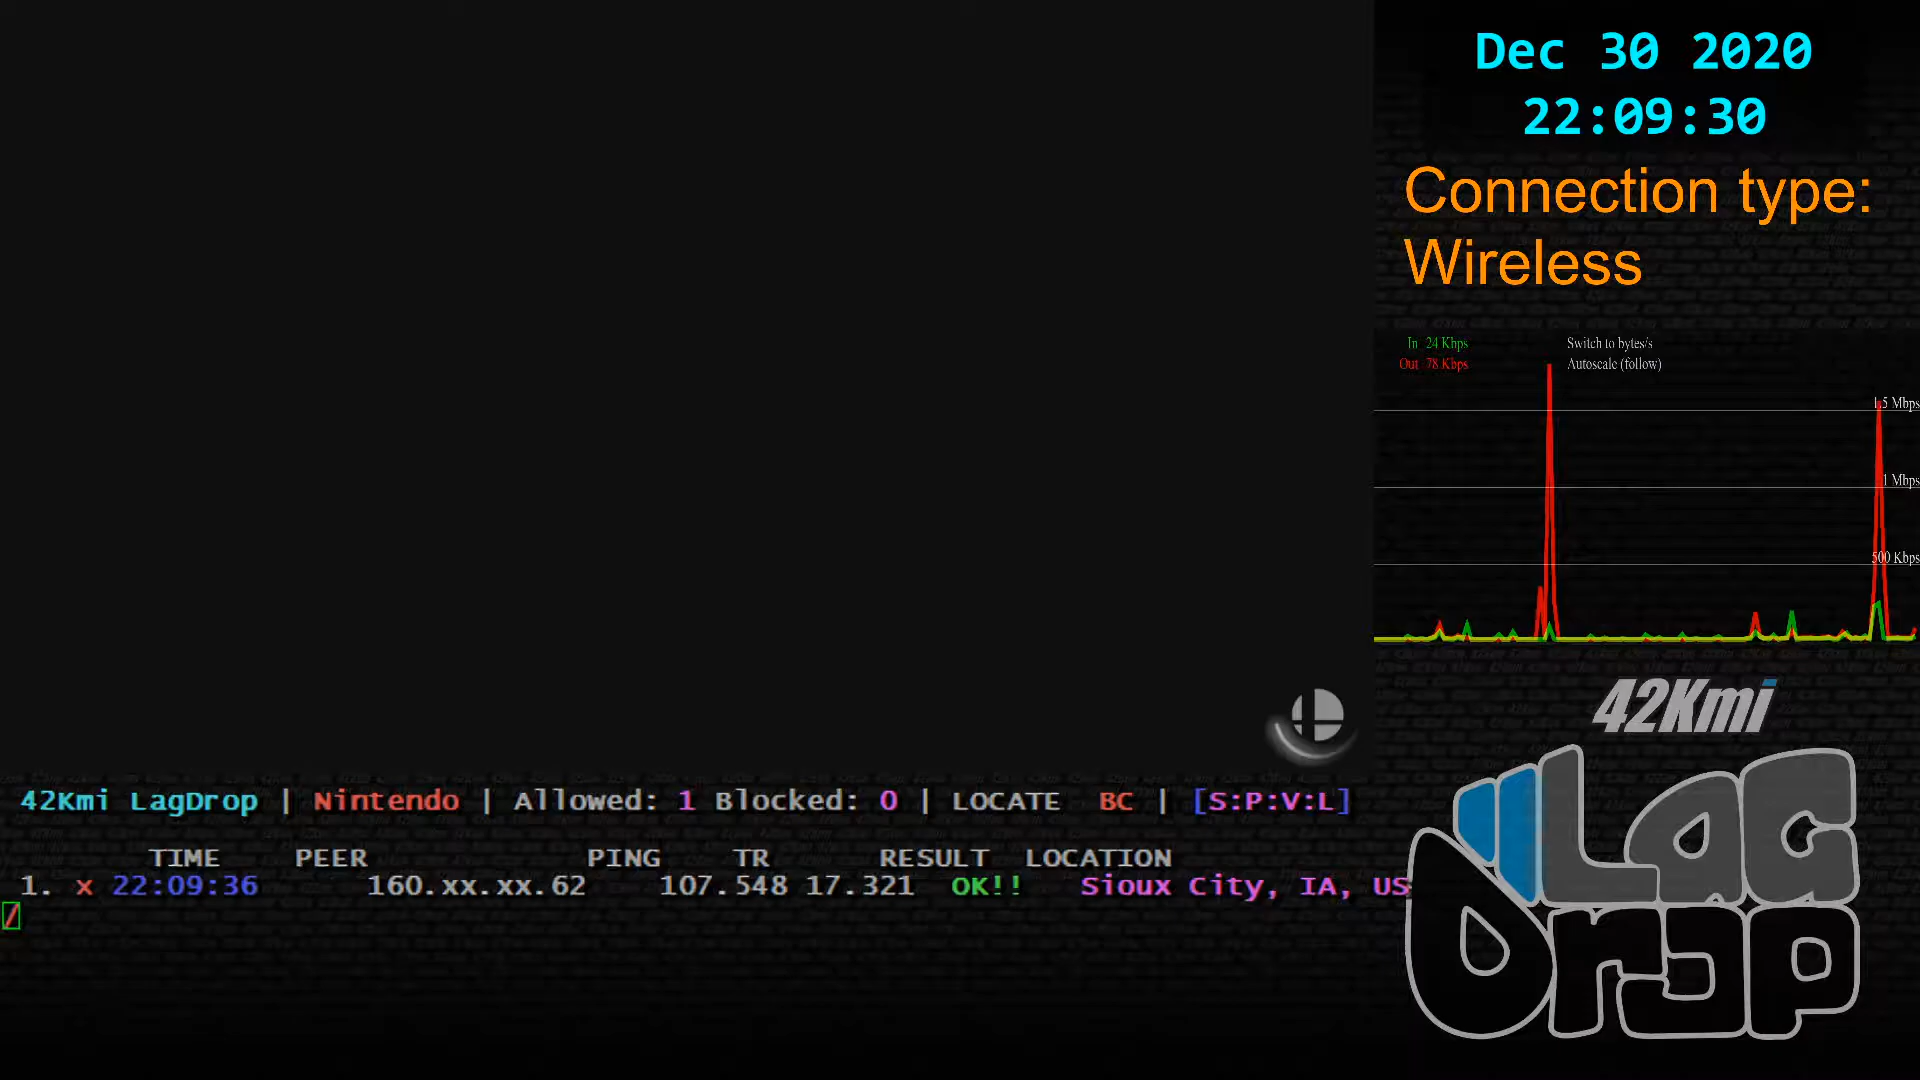 Dec 30 2020
22:09:30
Connection type:
Wireless
In 24 Kbps
Out 78 Kbps
Switch to bytes/s
Autoscale (follow)
1.5 Mbps
1 Mbps
500 Kbps
42Kmi
LAG
Drop
42Kmi LagDrop | Nintendo | Allowed: 1 Blocked: 0 | LOCATE BC | [S:P:V:L]
TIME PEER PING TR RESULT LOCATION
1. x 22:09:36 160.xx.xx.62 107.548 17.321 OK!! Sioux City, IA, US
/